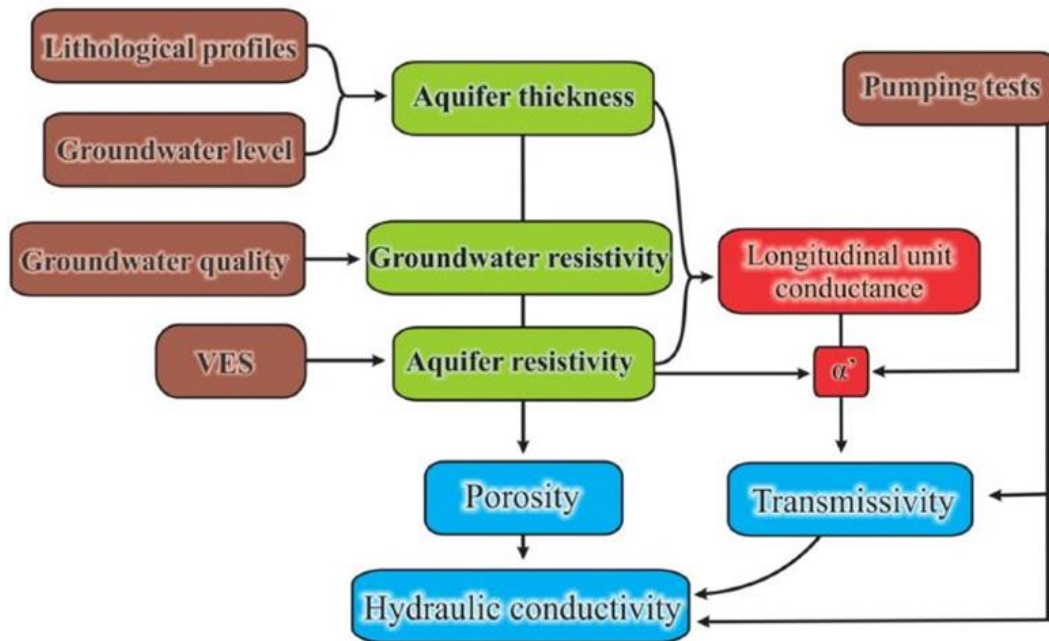 Lithological profiles
Aquifer thickness
Pumping tests
Groundwater level
Groundwater quality
Groundwater resistivity
Longitudinal unit
conductance
VES
Aquifer resistivity
α’
Porosity
Transmissivity
Hydraulic conductivity